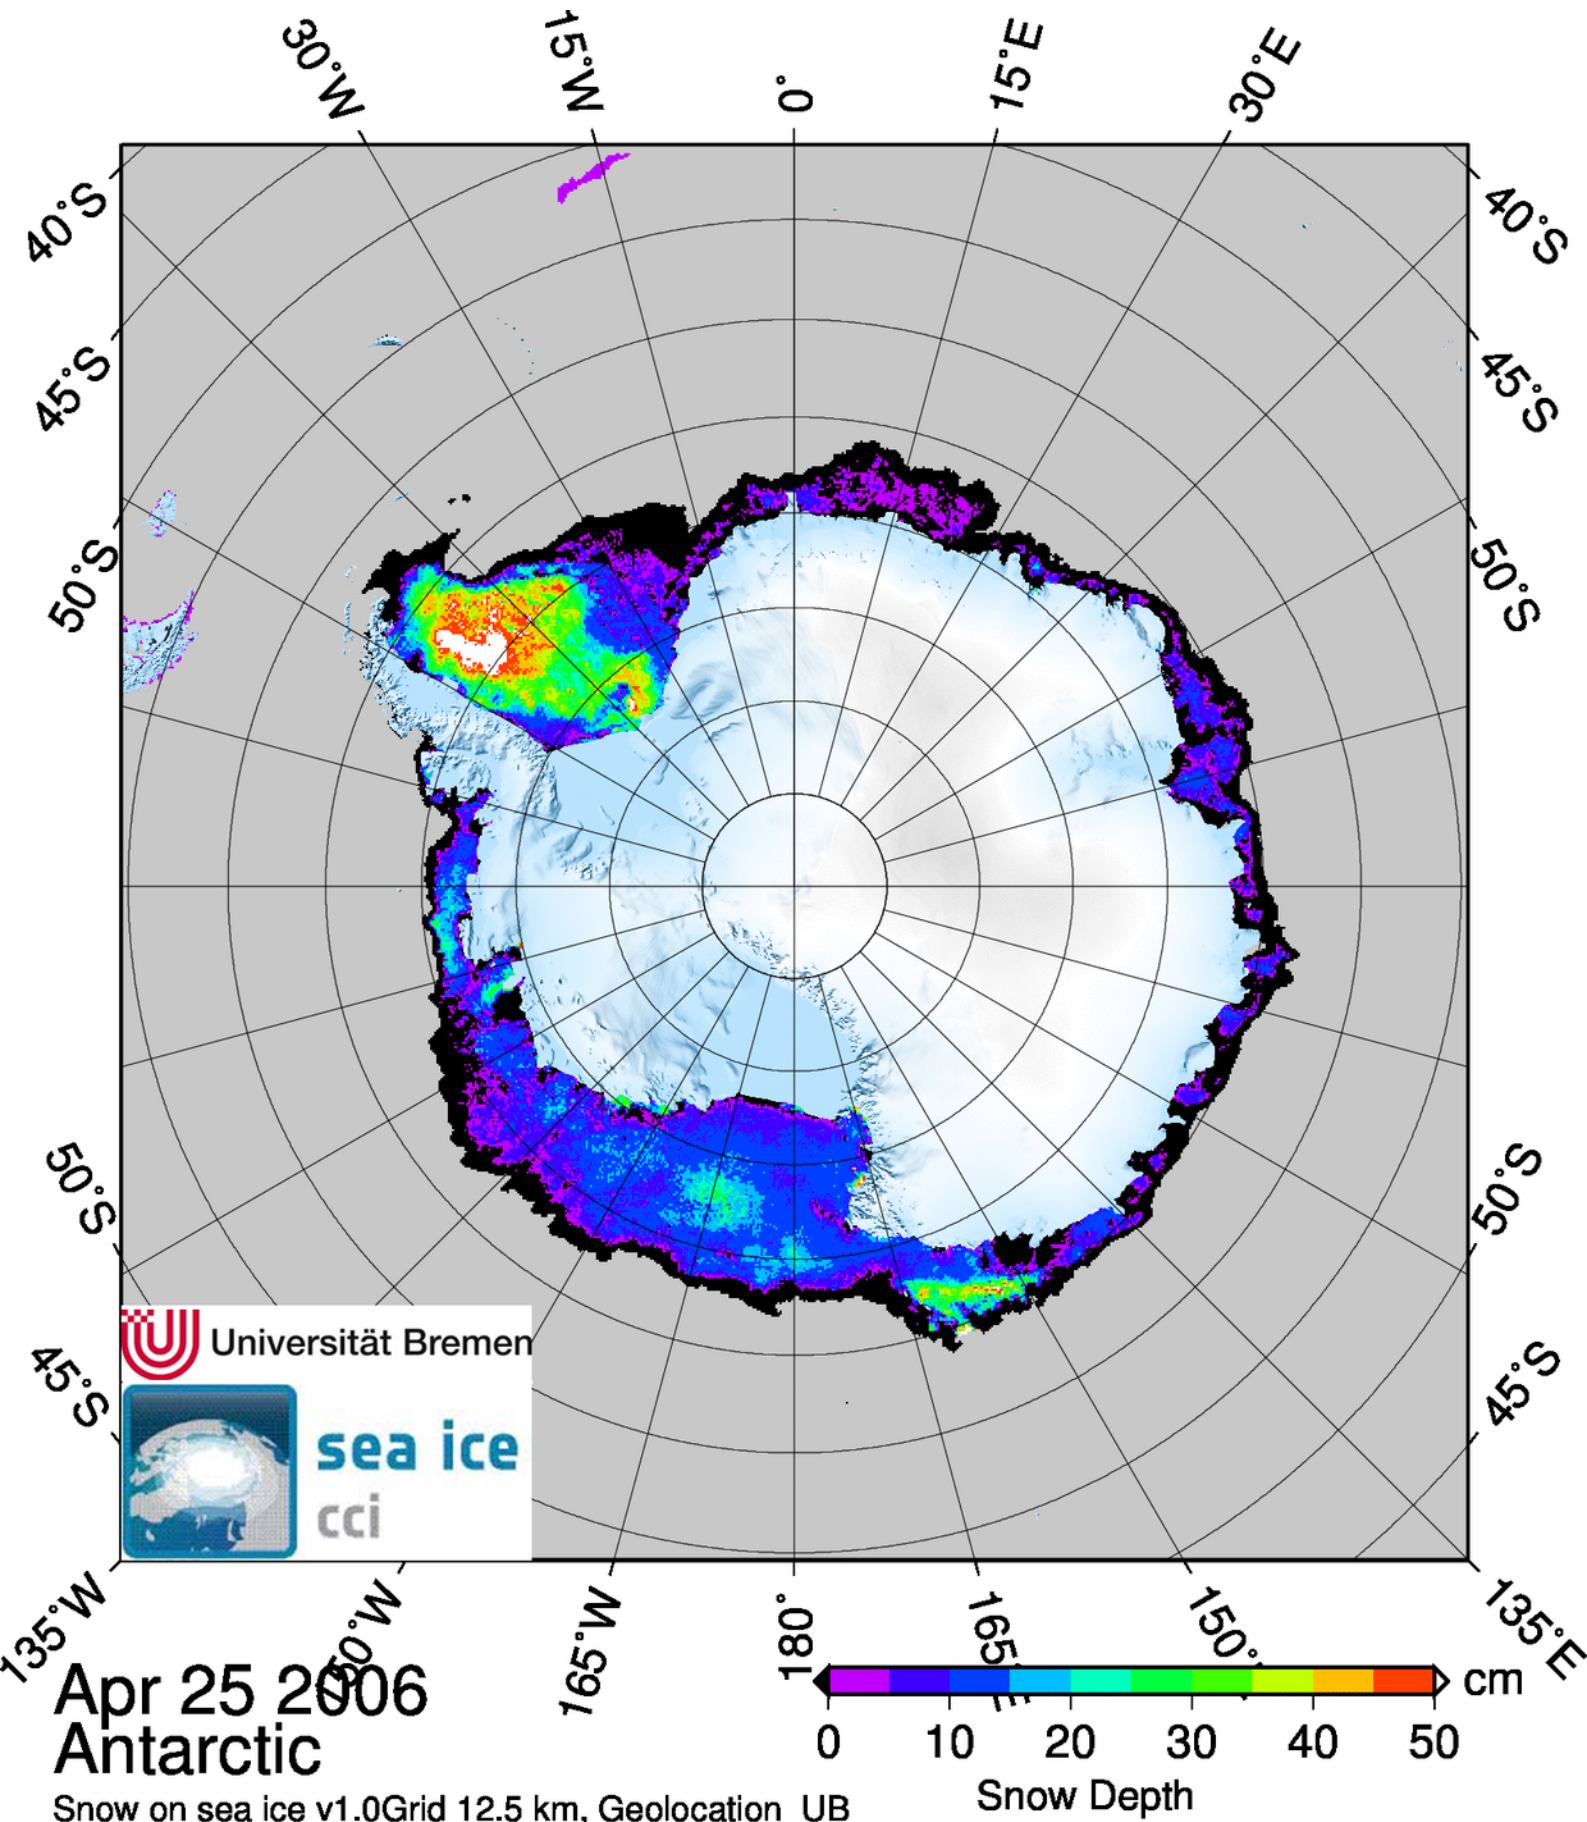 30°W 15°W 0° 15°E 30°E
40°S 40°S
45°S 45°S
50°S 50°S
50°S 50°S
45°S 45°S
Universität Bremen
sea ice
cci
135°W 150°W 165°W 180° 165°E 150° 135°E
Apr 25 2006
Antarctic
Snow on sea ice v1.0Grid 12.5 km, Geolocation UB
cm
0 10 20 30 40 50
Snow Depth